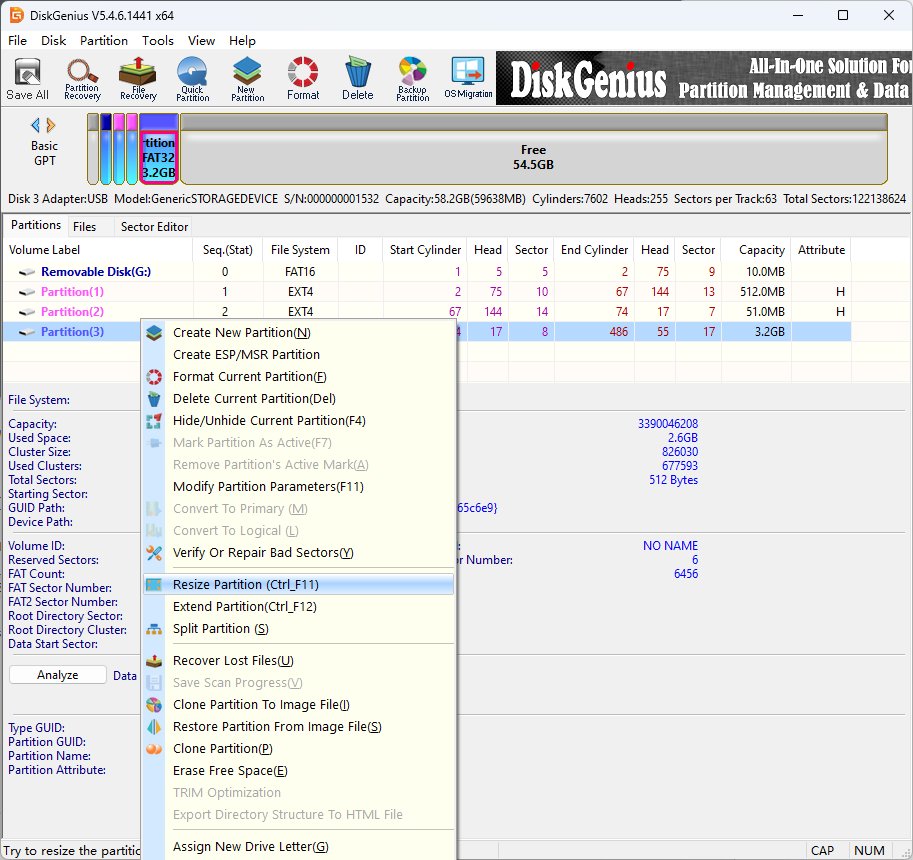 DiskGenius V5.4.6.1441 x64
File Disk Partition Tools View Help
Save All
Partition Recovery
File Recovery
Quick Partition
New Partition
Format
Delete
Backup Partition
OS Migration
DiskGenius
All-In-One Solution Fo
Partition Management & Data
Basic
GPT
rtition
FAT32
3.2GB
Free
54.5GB
Disk 3 Adapter:USB Model:GenericSTORAGEDEVICE S/N:000000001532 Capacity:58.2GB(59638MB) Cylinders:7602 Heads:255 Sectors per Track:63 Total Sectors:122138624
Partitions Files Sector Editor
Volume Label Seq.(Stat) File System ID Start Cylinder Head Sector End Cylinder Head Sector Capacity Attribute
Removable Disk(G:) 0 FAT16 1 5 5 2 75 9 10.0MB
Partition(1) 1 EXT4 2 75 10 67 144 13 512.0MB H
Partition(2) 2 EXT4 67 144 14 74 17 7 51.0MB H
Partition(3) 4 17 8 486 55 17 3.2GB
File System:
Capacity: 3390046208
Used Space: 2.6GB
Cluster Size: 826030
Used Clusters: 677593
Total Sectors: 512 Bytes
Starting Sector:
GUID Path: 65c6e9}
Device Path:
Volume ID: : NO NAME
Reserved Sectors: r Number: 6
FAT Count: 6456
FAT Sector Number:
FAT2 Sector Number:
Root Directory Sector:
Root Directory Cluster:
Data Start Sector:
Analyze Data
Type GUID:
Partition GUID:
Partition Name:
Partition Attribute:
Create New Partition(N)
Create ESP/MSR Partition
Format Current Partition(F)
Delete Current Partition(Del)
Hide/Unhide Current Partition(F4)
Mark Partition As Active(F7)
Remove Partition's Active Mark(A)
Modify Partition Parameters(F11)
Convert To Primary (M)
Convert To Logical (L)
Verify Or Repair Bad Sectors(Y)
Resize Partition (Ctrl_F11)
Extend Partition(Ctrl_F12)
Split Partition (S)
Recover Lost Files(U)
Save Scan Progress(V)
Clone Partition To Image File(I)
Restore Partition From Image File(S)
Clone Partition(P)
Erase Free Space(E)
TRIM Optimization
Export Directory Structure To HTML File
Assign New Drive Letter(G)
Try to resize the partitic
CAP NUM